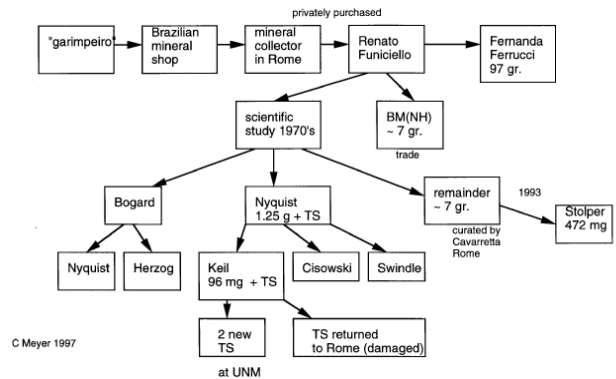 privately purchased
"garimpeiro"
Brazilian
mineral
shop
mineral
collector
in Rome
Renato
Funiciello
Fernanda
Ferrucci
97 gr.
scientific
study 1970's
BM(NH)
~ 7 gr.
trade
Bogard
Nyquist
1.25 g + TS
remainder
~ 7 gr.
curated by
Cavarretta
Rome
1993
Stolper
472 mg
Nyquist
Herzog
Keil
96 mg + TS
Cisowski
Swindle
2 new
TS
TS returned
to Rome (damaged)
C Meyer 1997
at UNM